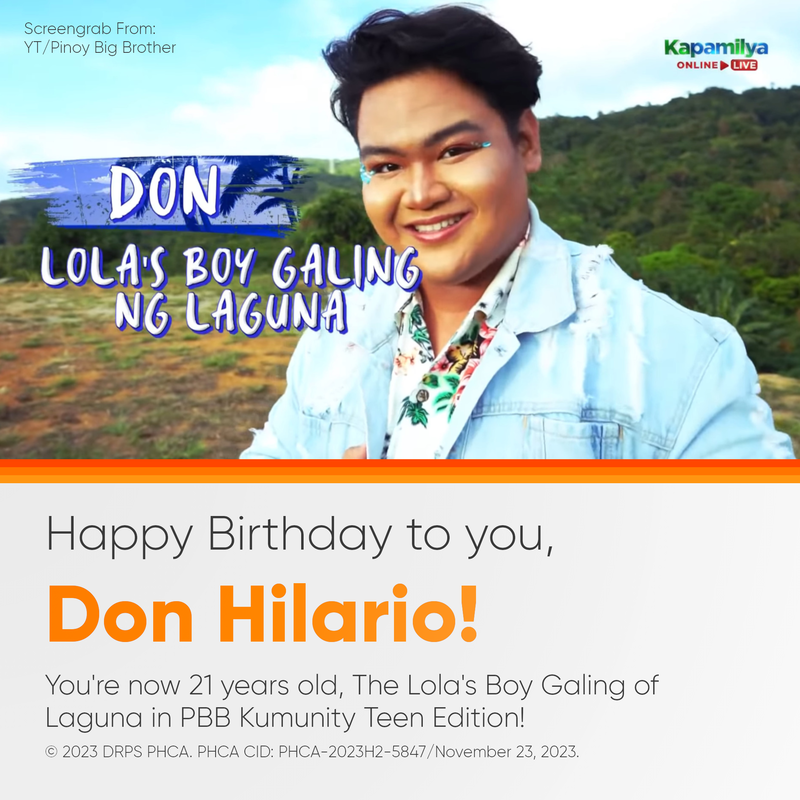 Screengrab From:
YT/Pinoy Big Brother
Kapamilya
ONLINE LIVE
DON
LOLA'S BOY GALING
NG LAGUNA
Happy Birthday to you,
Don Hilario!
You're now 21 years old, The Lola's Boy Galing of
Laguna in PBB Kumunity Teen Edition!
© 2023 DRPS PHCA. PHCA CID: PHCA-2023H2-5847/November 23, 2023.